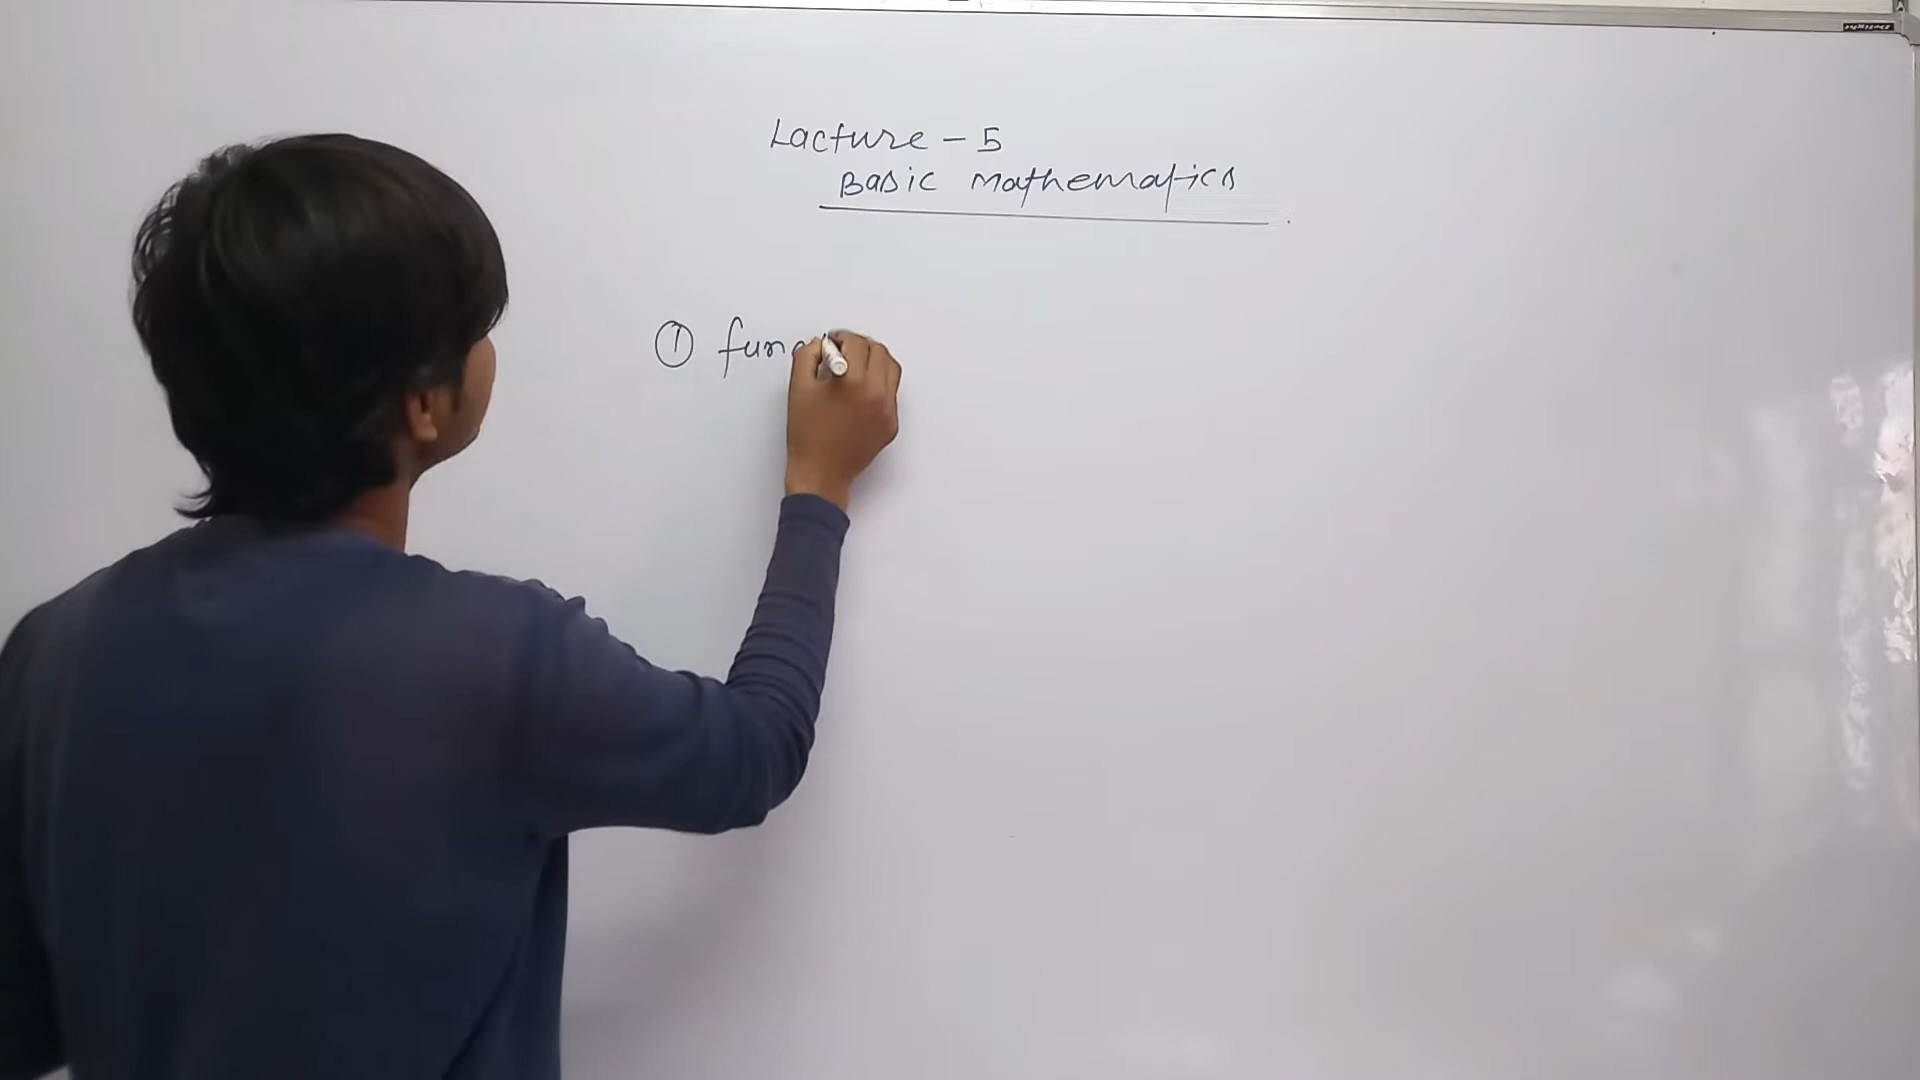 Lacture - 5
Basic Mathematics
① func